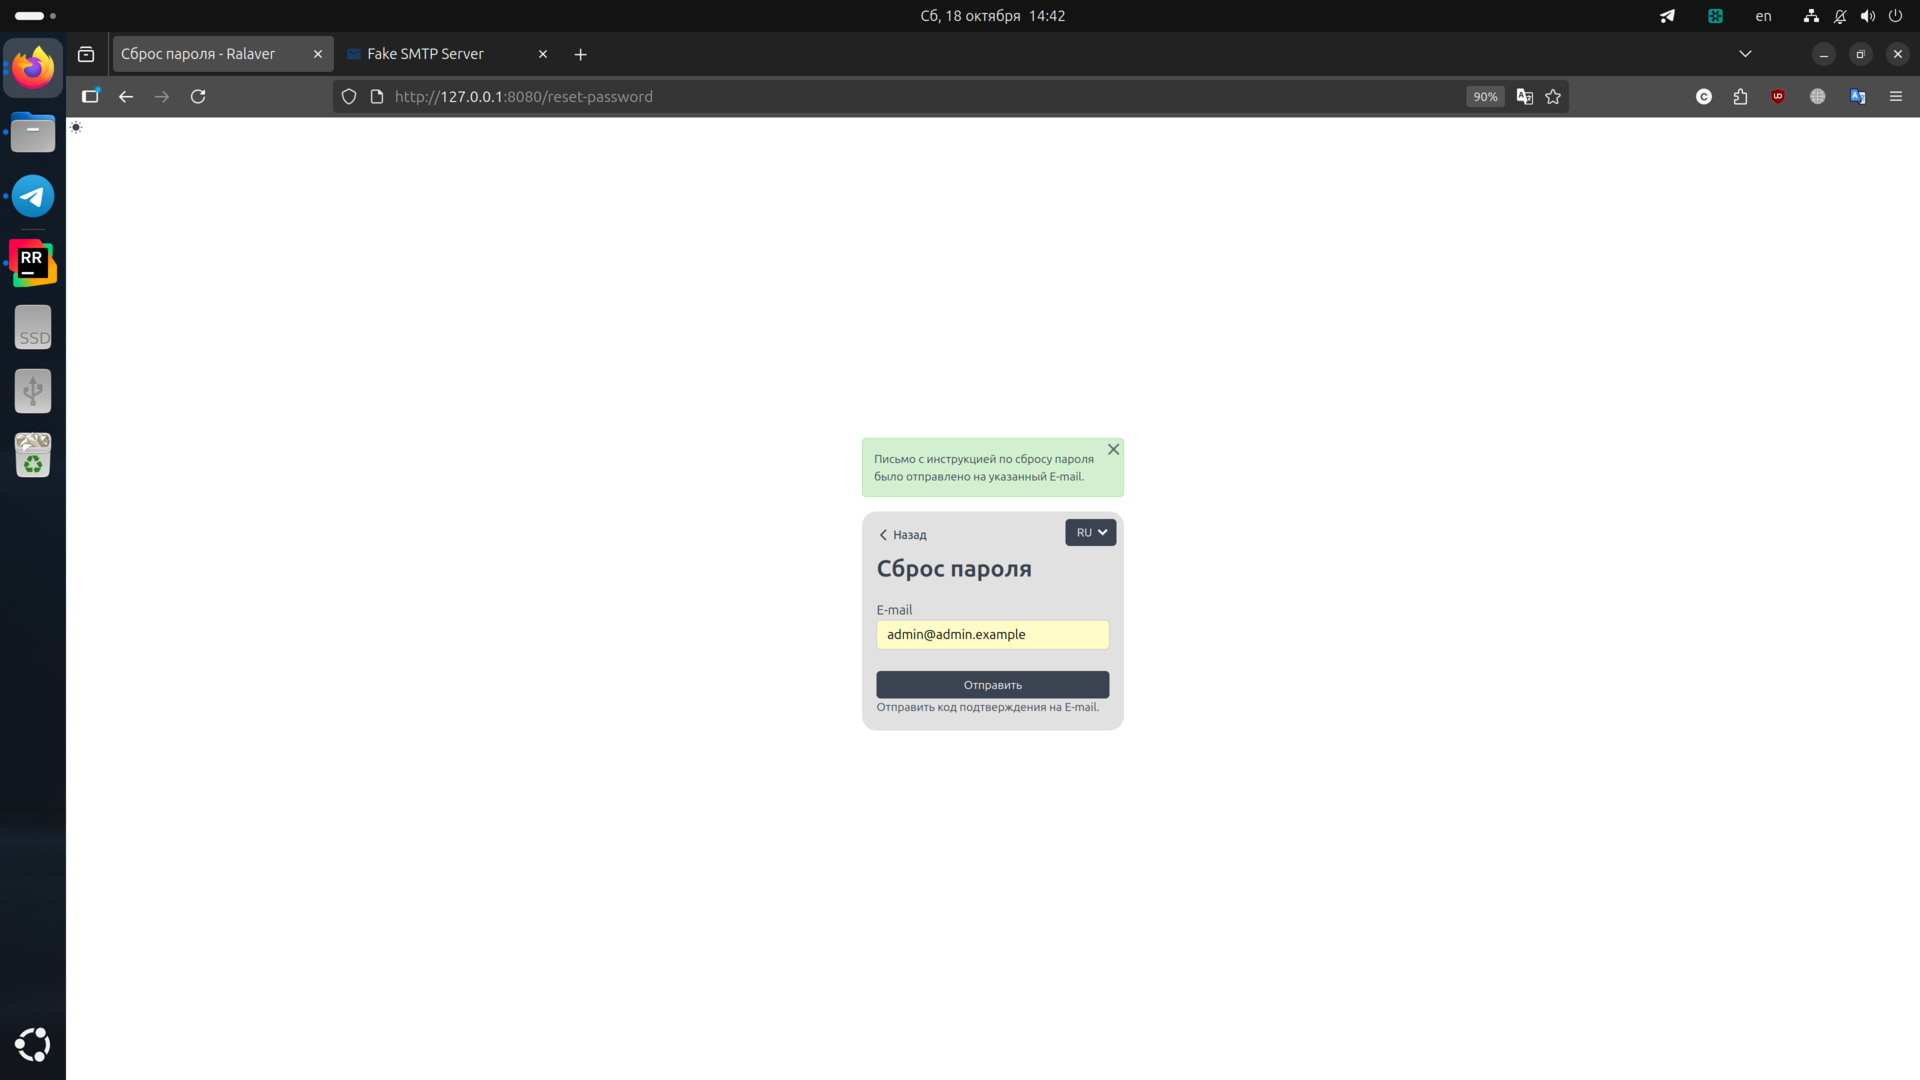 Сб, 18 октября 14:42
en
Сброс пароля - Ralaver
Fake SMTP Server
http://127.0.0.1:8080/reset-password
90%
RR
SSD
Письмо с инструкцией по сбросу пароля
было отправлено на указанный E-mail.
Назад
RU
Сброс пароля
E-mail
admin@admin.example
Отправить
Отправить код подтверждения на E-mail.